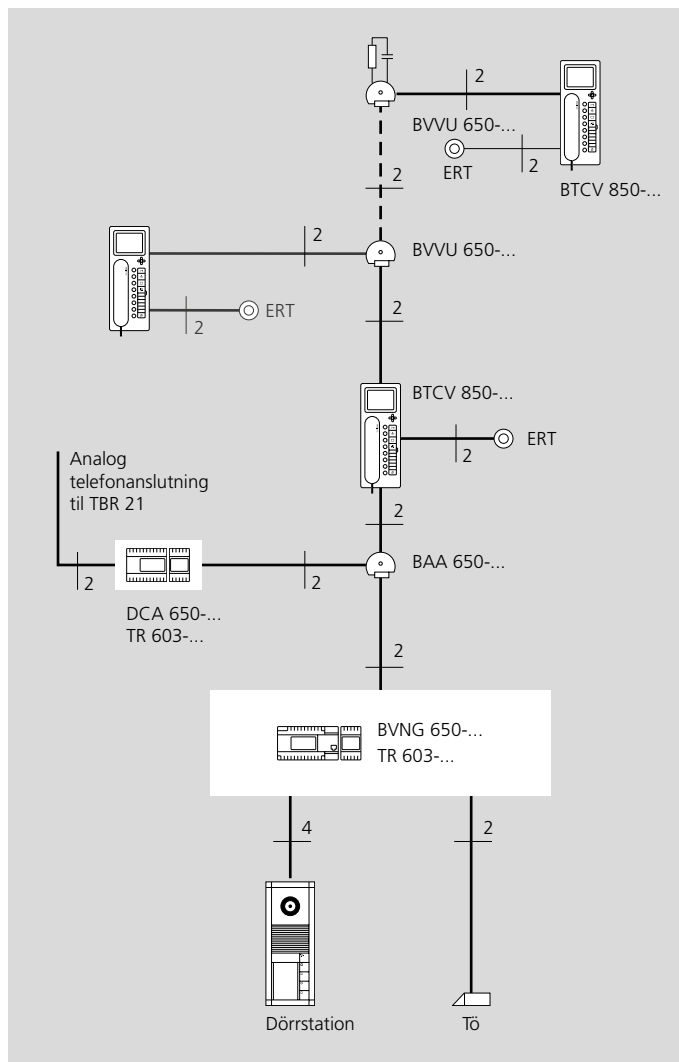 2
BVVU 650-...
2
ERT
BTCV 850-...
2
2
BVVU 650-...
2
ERT
2
BTCV 850-...
2
ERT
Analog
telefonanslutning
til TBR 21
2
2
2
BAA 650-...
DCA 650-...
TR 603-...
2
BVNG 650-...
TR 603-...
4
2
Dörrstation
Tö